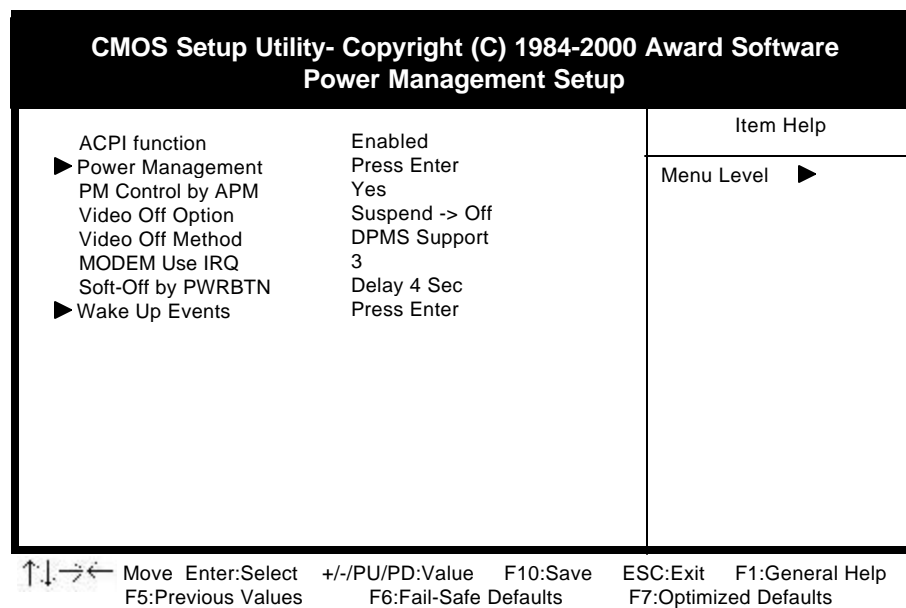 CMOS Setup Utility- Copyright (C) 1984-2000 Award Software
Power Management Setup
ACPI function Enabled
▶ Power Management Press Enter
PM Control by APM Yes
Video Off Option Suspend -> Off
Video Off Method DPMS Support
MODEM Use IRQ 3
Soft-Off by PWRBTN Delay 4 Sec
▶ Wake Up Events Press Enter
Item Help
Menu Level ▶
↑↓→← Move Enter:Select +/-/PU/PD:Value F10:Save ESC:Exit F1:General Help
F5:Previous Values F6:Fail-Safe Defaults F7:Optimized Defaults